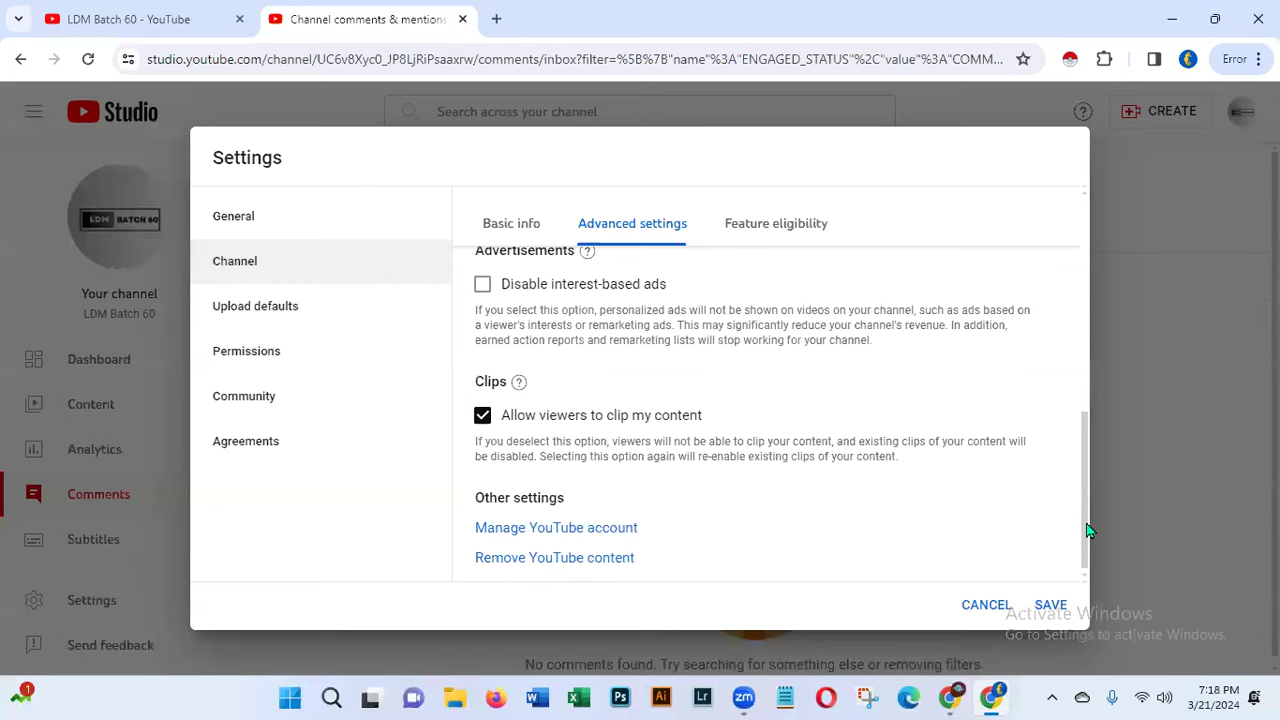 LDM Batch 60 - YouTube
Channel comments & mentions
studio.youtube.com/channel/UC6v8Xye0_JP8LjRiPsaarw/comments/inbox?filter=%5B%7B"name"%3A"ENGAGED_STATUS"%2C"value"%3A"COMM...
Error
Studio
Search across your channel
CREATE
LDM BATCH 60
Your channel
LDM Batch 60
Dashboard
Content
Analytics
Comments
Subtitles
Settings
Send feedback
Settings
General
Channel
Upload defaults
Permissions
Community
Agreements
Basic info
Advanced settings
Feature eligibility
Advertisements
Disable interest-based ads
If you select this option, personalized ads will not be shown on videos on your channel, such as ads based on
a viewer's interests or remarketing ads. This may significantly reduce your channel's revenue. In addition,
earned action reports and remarketing lists will stop working for your channel.
Clips
Allow viewers to clip my content
If you deselect this option, viewers will not be able to clip your content, and existing clips of your content will
be disabled. Selecting this option again will re-enable existing clips of your content.
Other settings
Manage YouTube account
Remove YouTube content
CANCEL
SAVE
Activate Windows
Go to Settings to activate Windows.
No comments found. Try searching for something else or removing filters.
1
7:18 PM
3/21/2024